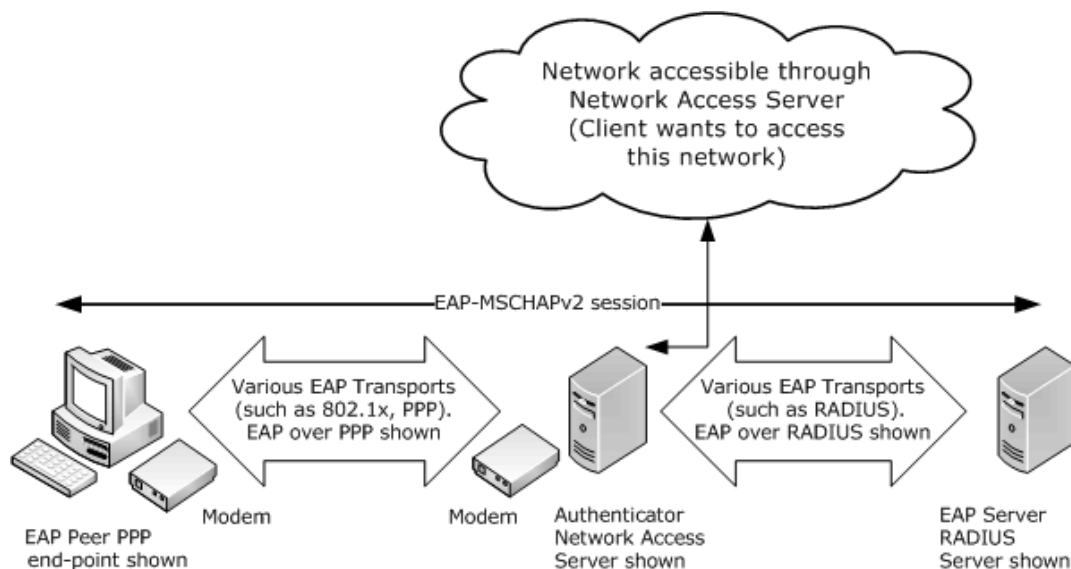 Network accessible through
Network Access Server
(Client wants to access
this network)
EAP-MSCHAPv2 session
Various EAP Transports
(such as 802.1x, PPP).
EAP over PPP shown
Various EAP Transports
(such as RADIUS).
EAP over RADIUS shown
EAP Peer PPP
end-point shown
Modem
Modem
Authenticator
Network Access
Server shown
EAP Server
RADIUS
Server shown